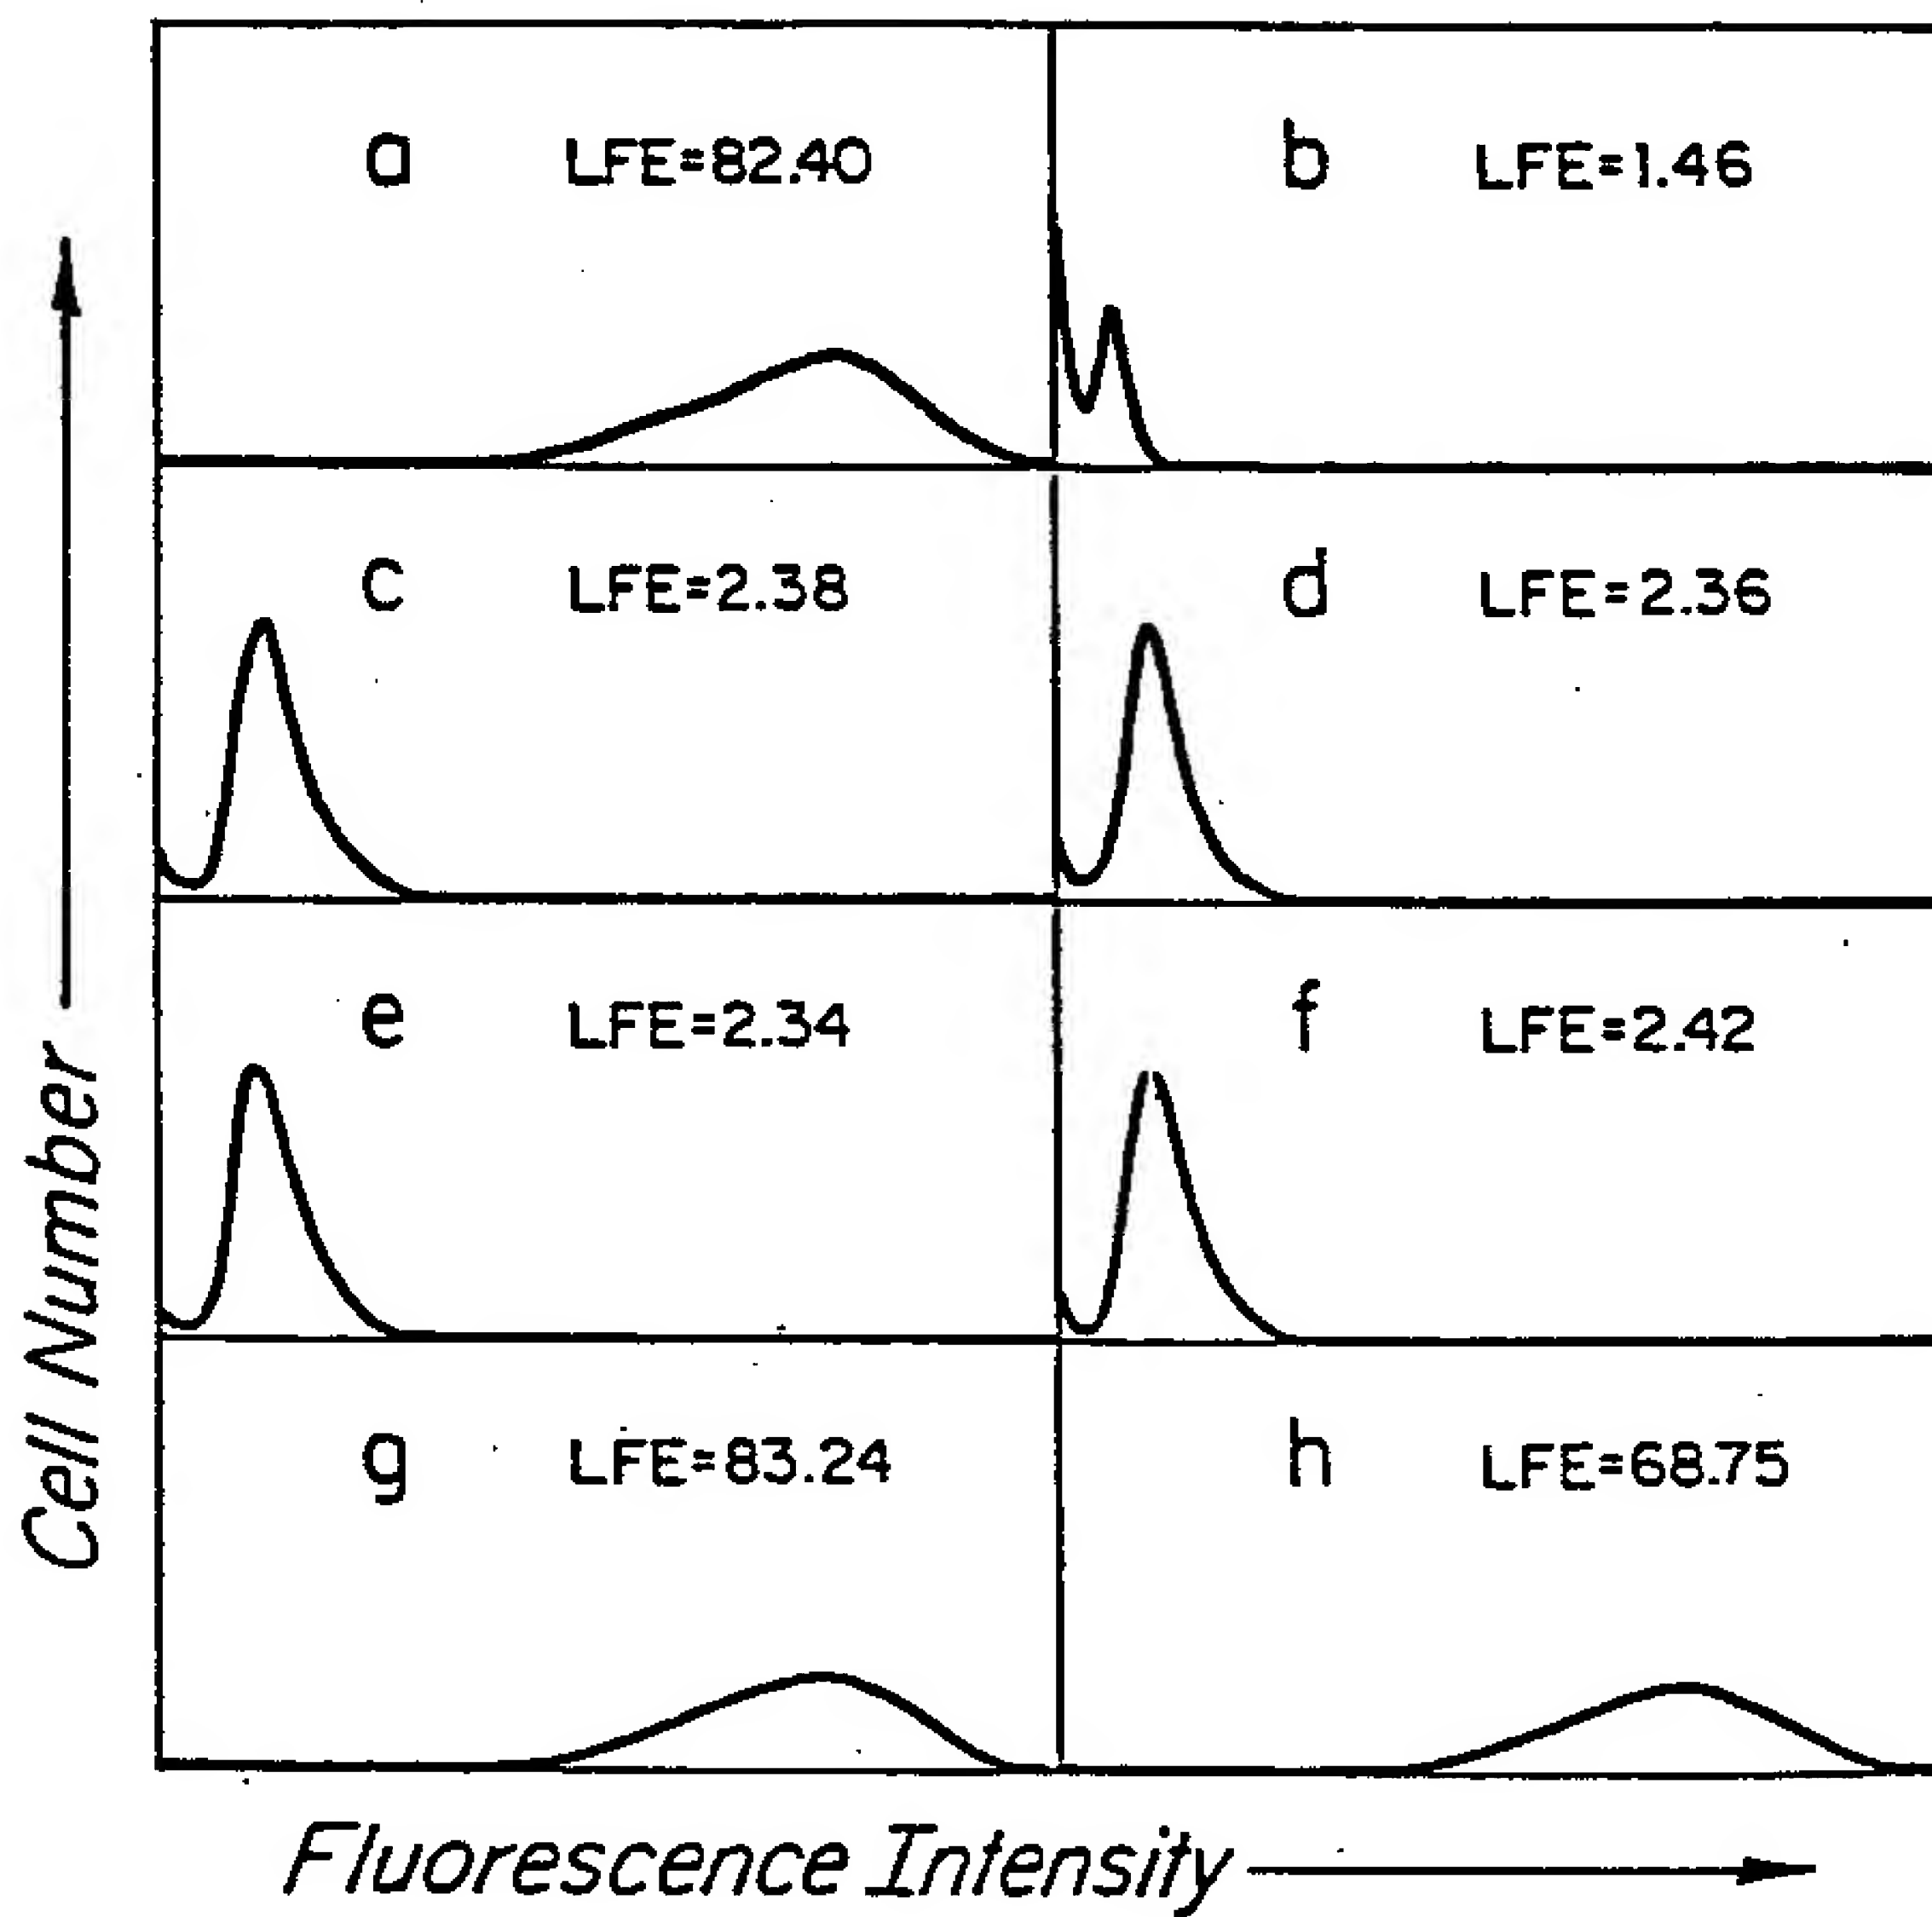 a LFE=82.40
b LFE=1.46
c LFE=2.38
d LFE=2.36
e LFE=2.34
f LFE=2.42
g LFE=83.24
h LFE=68.75
Cell Number
Fluorescence Intensity